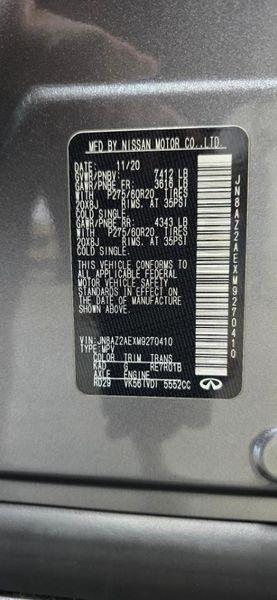 MFD BY NISSAN MOTOR CO.,LTD.
DATE: 11/20
GVWR/PNBV: 7412 LB
GAWR/PNBE FR: 3616 LB
WITH P275/60R20 TIRES
20X8J RIMS AT 35PSI
COLD SINGLE.
GAWR/PNBE RR: 4343 LB
WITH P275/60R20 TIRES
20X8J RIMS AT 35PSI
COLD SINGLE.
THIS VEHICLE CONFORMS TO
ALL APPLICABLE FEDERAL
MOTOR VEHICLE SAFETY
STANDARDS IN EFFECT ON
THE DATE OF MANUFACTURE
SHOWN ABOVE.
VIN:JN8AZ2AEXM9270410
TYPE:MPV
COLOR TRIM TRANS
KAD G RE7R01B
AXLE ENGINE
RD29 VK56(VD) 5552CC
JN8AZ2AEXM9270410